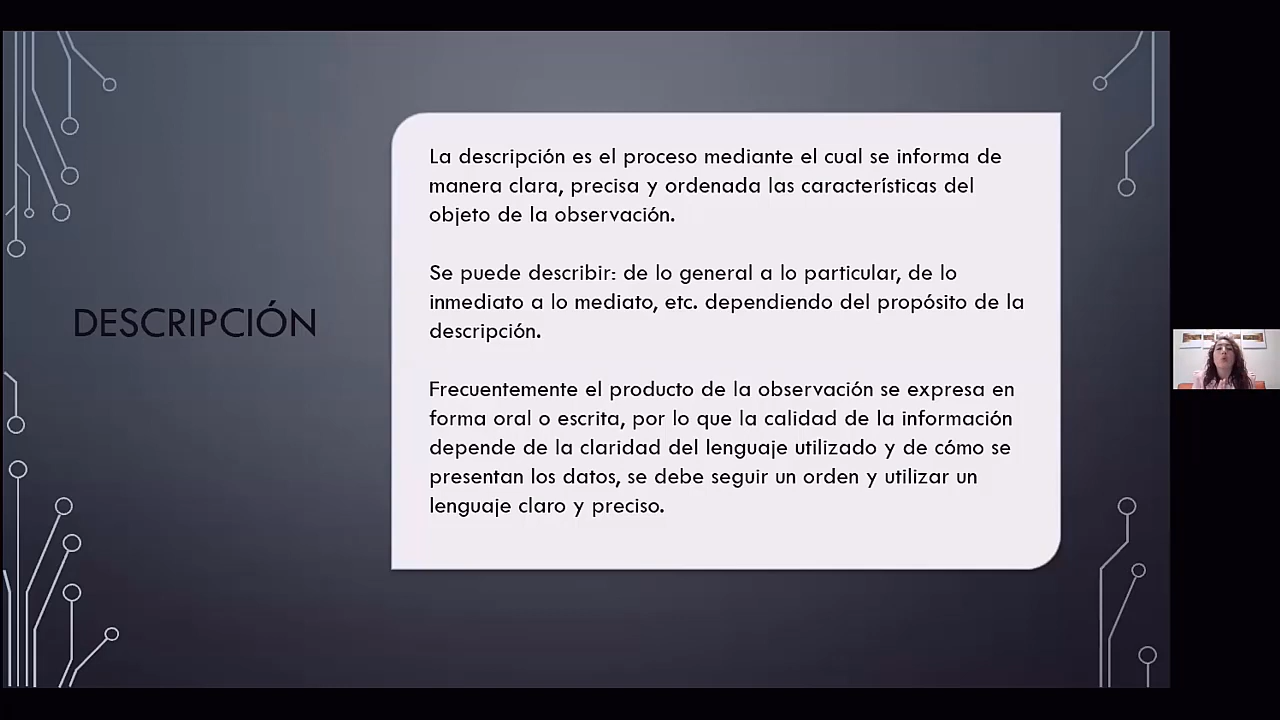 DESCRIPCIÓN
La descripción es el proceso mediante el cual se informa de
manera clara, precisa y ordenada las características del
objeto de la observación.
Se puede describir: de lo general a lo particular, de lo
inmediato a lo mediato, etc. dependiendo del propósito de la
descripción.
Frecuentemente el producto de la observación se expresa en
forma oral o escrita, por lo que la calidad de la información
depende de la claridad del lenguaje utilizado y de cómo se
presentan los datos, se debe seguir un orden y utilizar un
lenguaje claro y preciso.